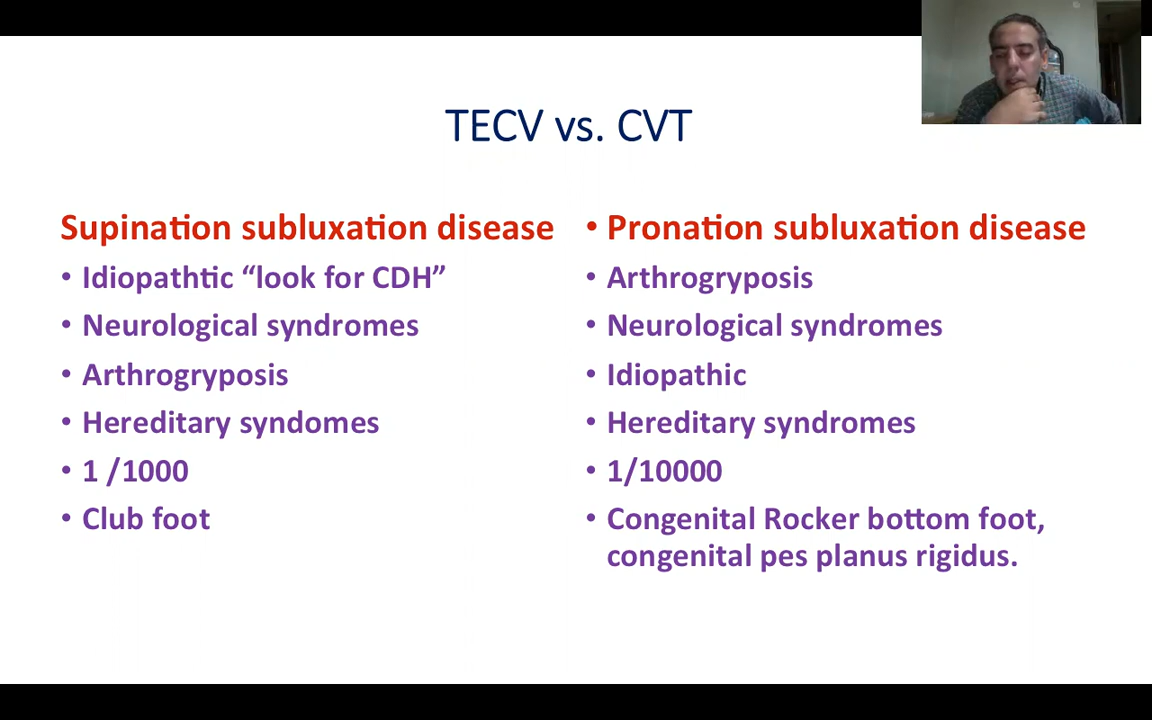 TECV vs. CVT
Supination subluxation disease
• Idiopathtic “look for CDH”
• Neurological syndromes
• Arthrogryposis
• Hereditary syndomes
• 1 /1000
• Club foot
• Pronation subluxation disease
• Arthrogryposis
• Neurological syndromes
• Idiopathic
• Hereditary syndromes
• 1/10000
• Congenital Rocker bottom foot,
congenital pes planus rigidus.